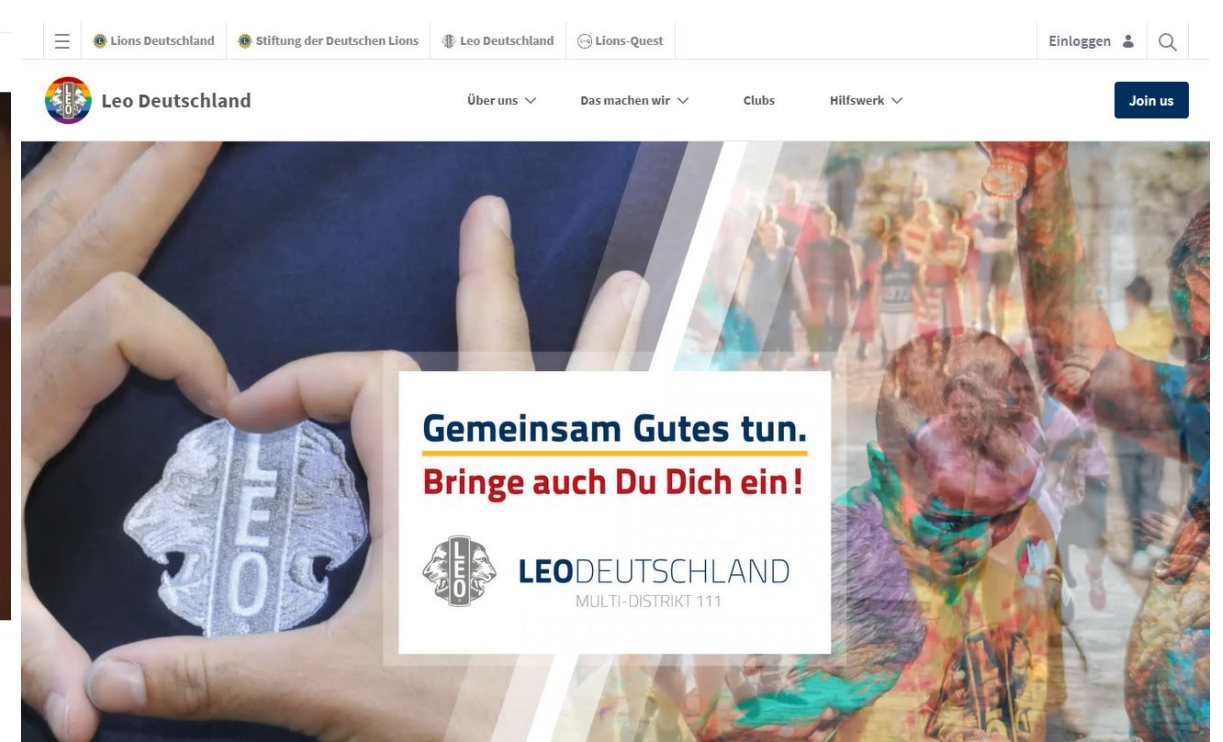 Lions Deutschland
Stiftung der Deutschen Lions
Leo Deutschland
Lions-Quest
Einloggen
LEO
Leo Deutschland
Über uns
Das machen wir
Clubs
Hilfswerk
Join us
LEO
Gemeinsam Gutes tun.
Bringe auch Du Dich ein!
LEO
LEODEUTSCHLAND
MULTI-DISTRIKT 111